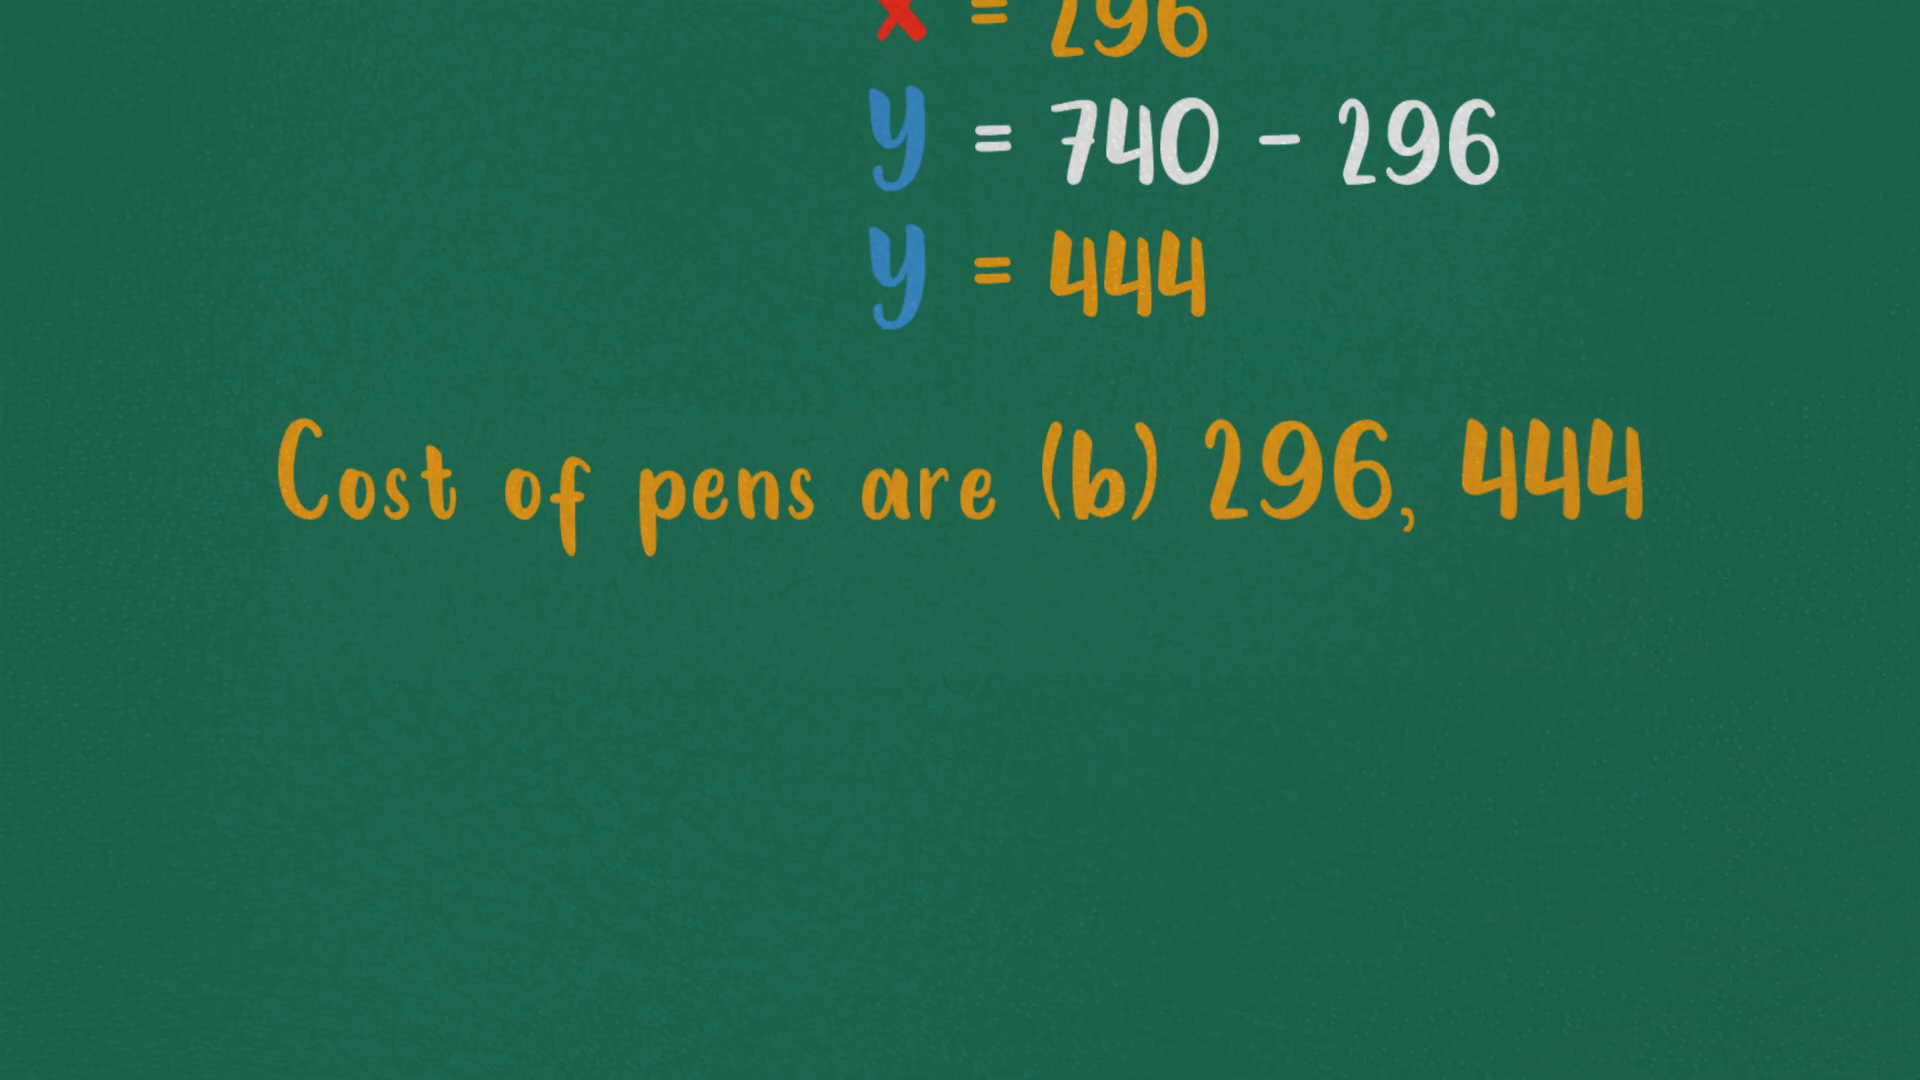 x = 296
y = 740 - 296
y = 444
Cost of pens are (b) 296, 444